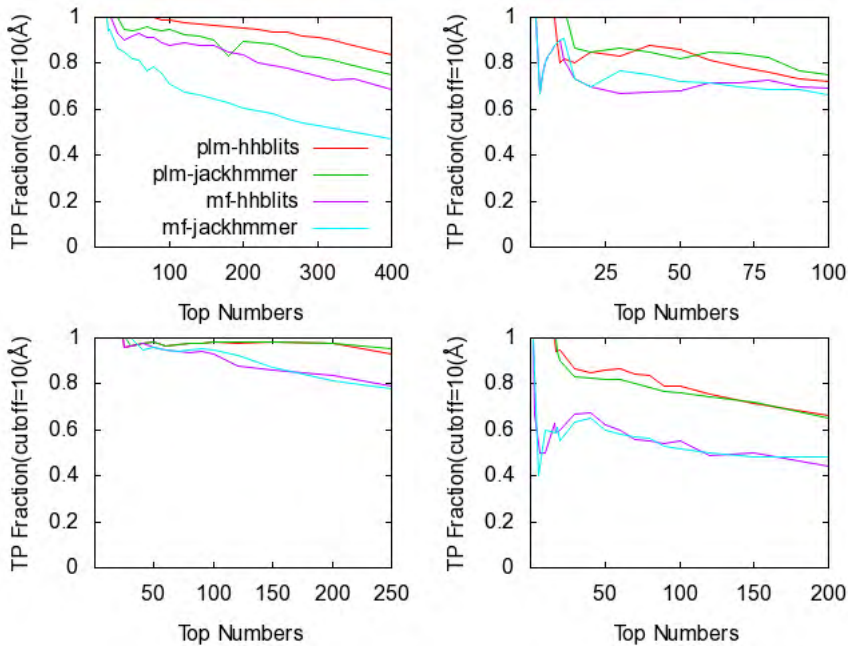 TP Fraction(cutoff=10(Å)
1
0.8
0.6
0.4
0.2
0
plm-hhblits
plm-jackhmmer
mf-hhblits
mf-jackhmmer
100 200 300 400
Top Numbers
TP Fraction(cutoff=10(Å)
1
0.8
0.6
0.4
0.2
0
25 50 75 100
Top Numbers
TP Fraction(cutoff=10(Å)
1
0.8
0.6
0.4
0.2
0
50 100 150 200 250
Top Numbers
TP Fraction(cutoff=10(Å)
1
0.8
0.6
0.4
0.2
0
50 100 150 200
Top Numbers